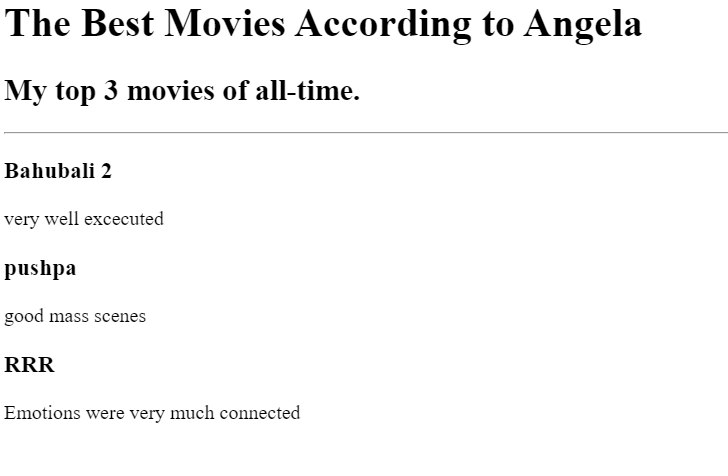 The Best Movies According to Angela
My top 3 movies of all-time.
Bahubali 2
very well excecuted
pushpa
good mass scenes
RRR
Emotions were very much connected